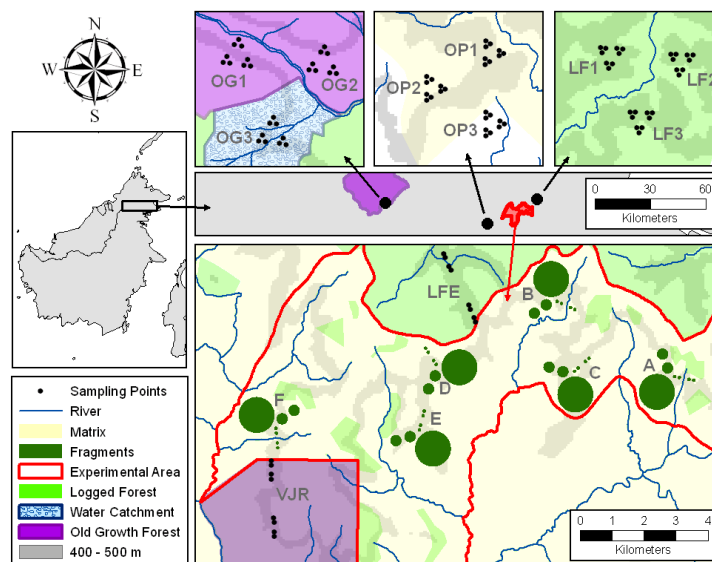 N
W E
S
OG1 OG2
OG3
OP1
OP2
OP3
LF1
LF2
LF3
0 30 60
Kilometers
LFE
B
A
C
D
E
F
VJR
0 1 2 3 4
Kilometers
Sampling Points
River
Matrix
Fragments
Experimental Area
Logged Forest
Water Catchment
Old Growth Forest
400 - 500 m